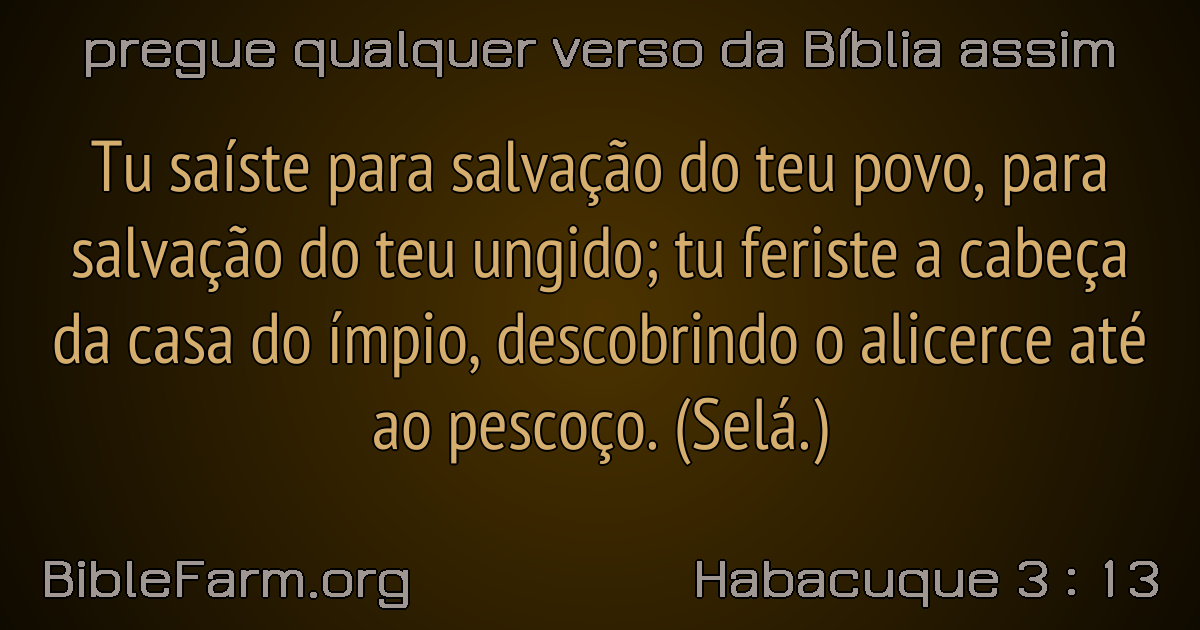 pregue qualquer verso da Bíblia assim
Tu saíste para salvação do teu povo, para
salvação do teu ungido; tu feriste a cabeça
da casa do ímpio, descobrindo o alicerce até
ao pescoço. (Selá.)
BibleFarm.org
Habacuque 3 : 13